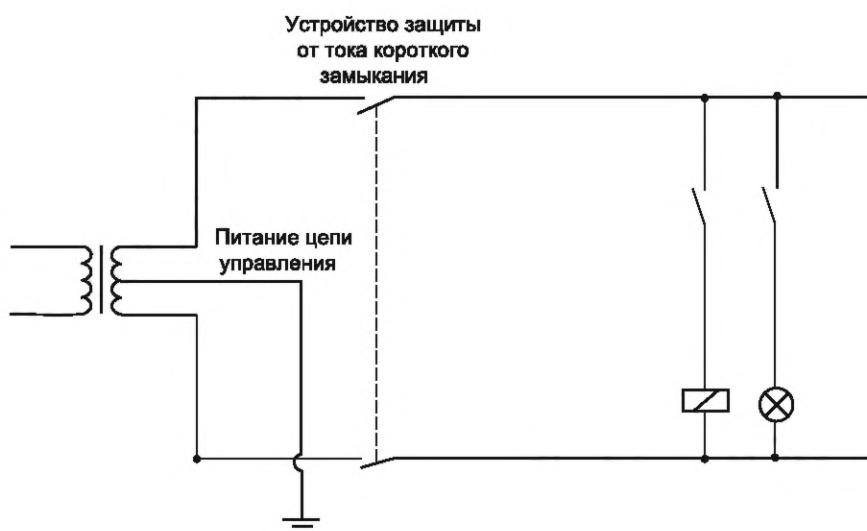 Устройство защиты
от тока короткого
замыкания
Питание цепи
управления